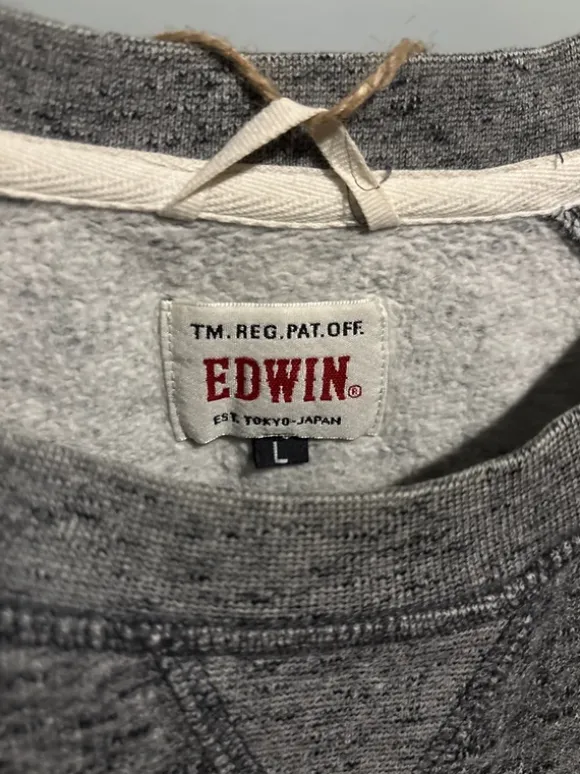 TM. REG. PAT. OFF.
EDWIN®
EST. TOKYO-JAPAN
L